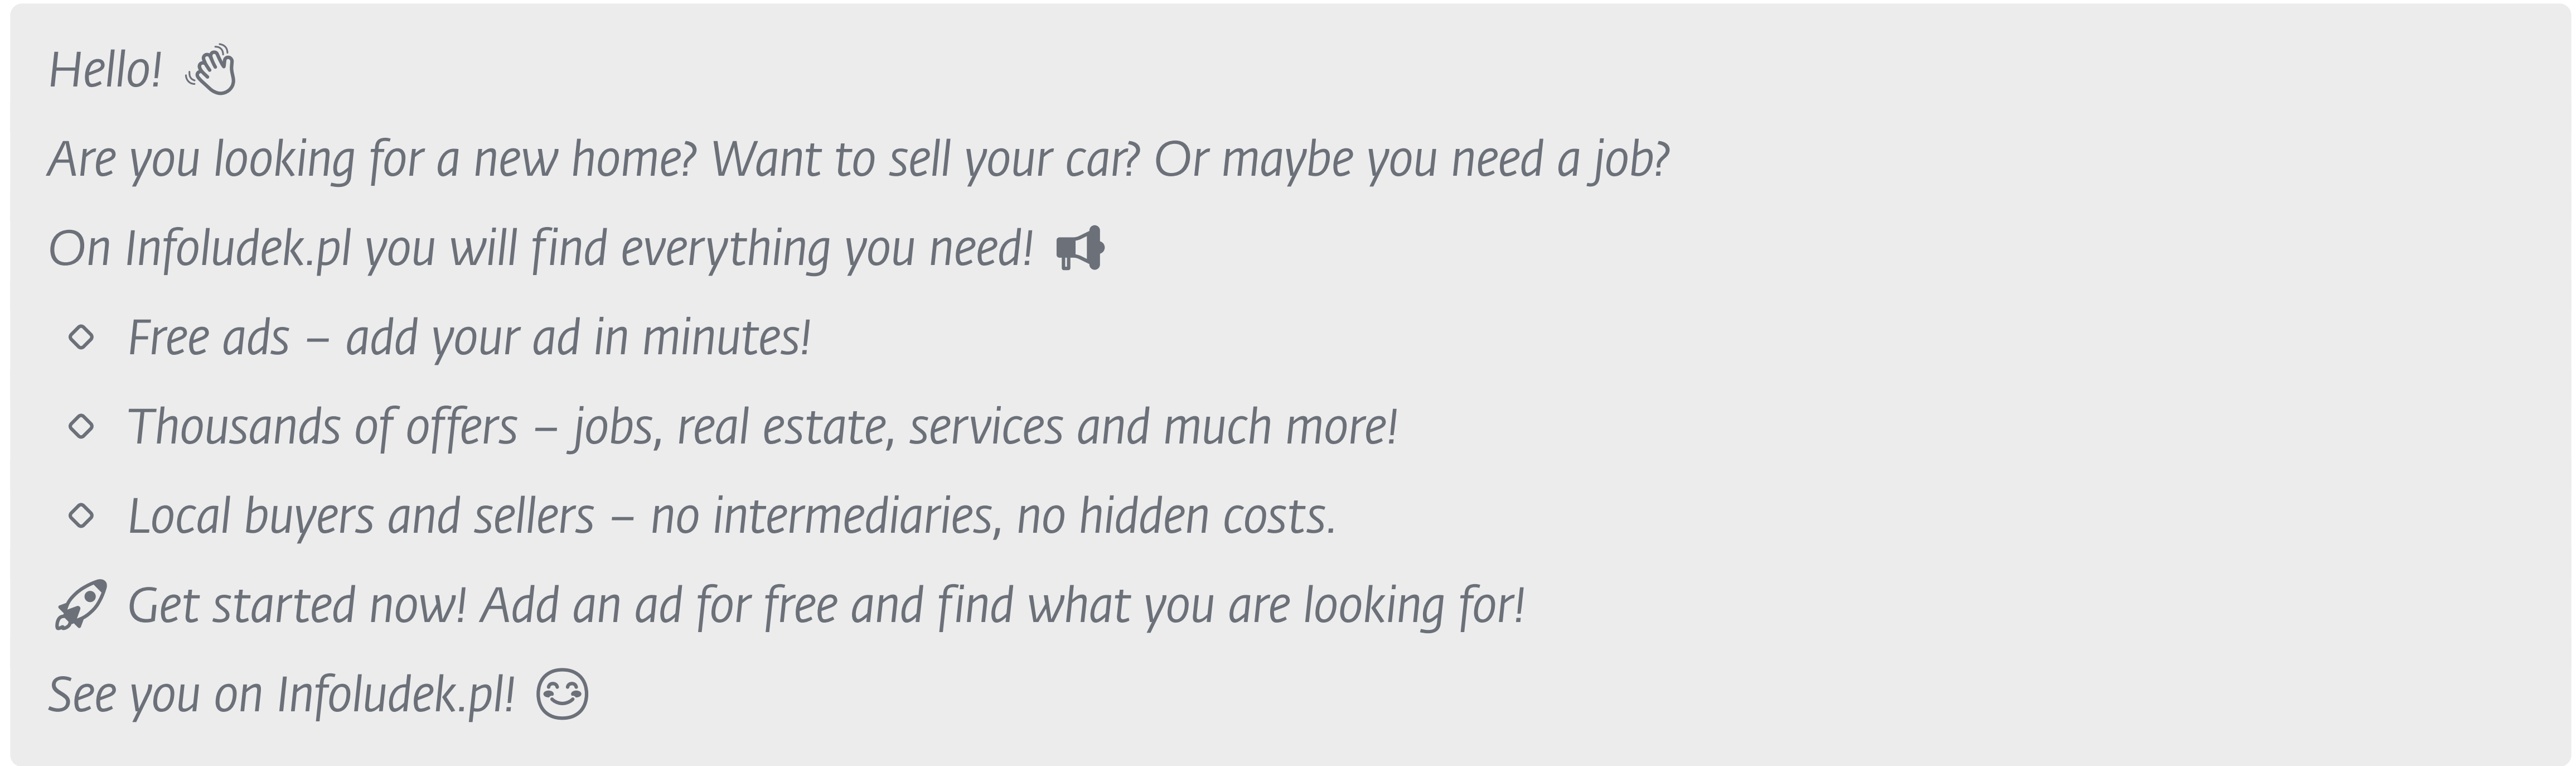 Hello! 👋
Are you looking for a new home? Want to sell your car? Or maybe you need a job?
On Infoludek.pl you will find everything you need! 📢
🔹 Free ads – add your ad in minutes!
🔹 Thousands of offers – jobs, real estate, services and much more!
🔹 Local buyers and sellers – no intermediaries, no hidden costs.
🚀 Get started now! Add an ad for free and find what you are looking for!
See you on Infoludek.pl! 😊